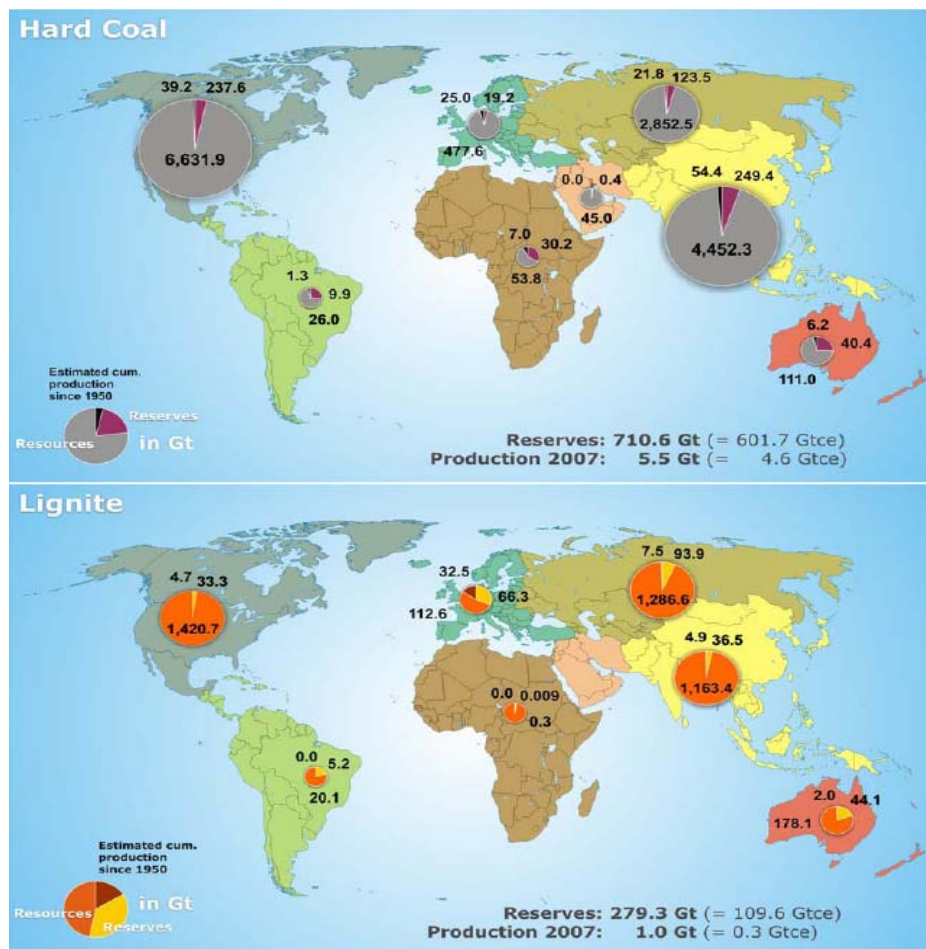 Hard Coal
39.2 237.6
6,631.9
25.0 19.2
477.6
21.8 123.5
2,852.5
0.0 0.4
45.0
54.4 249.4
4,452.3
7.0 30.2
53.8
1.3 9.9
26.0
6.2 40.4
111.0
Estimated cum.
production
since 1950
Reserves
Resources in Gt
Reserves: 710.6 Gt (= 601.7 Gtce)
Production 2007: 5.5 Gt (= 4.6 Gtce)
Lignite
4.7 33.3
1,420.7
32.5
66.3
112.6
7.5 93.9
1,286.6
4.9 36.5
1,163.4
0.0 0.009
0.3
0.0 5.2
20.1
2.0 44.1
178.1
Estimated cum.
production
since 1950
Resources in Gt
Reserves
Reserves: 279.3 Gt (= 109.6 Gtce)
Production 2007: 1.0 Gt (= 0.3 Gtce)